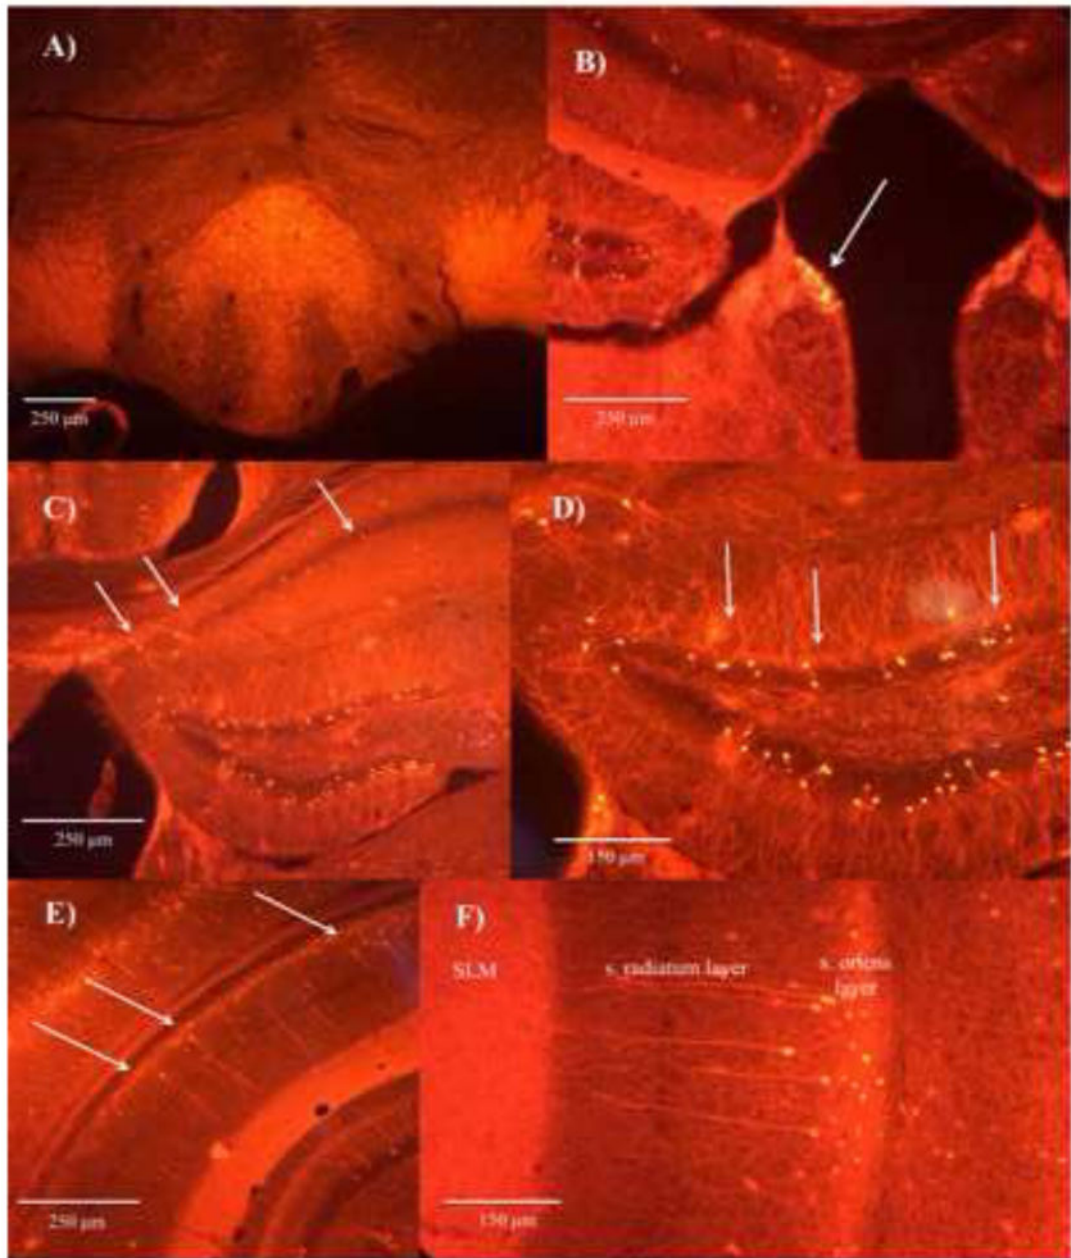 A)
B)
250 µm
250 µm
C)
D)
250 µm
150 µm
E)
F)
SLM
s. radiatum layer
s. oriens
layer
250 µm
150 µm